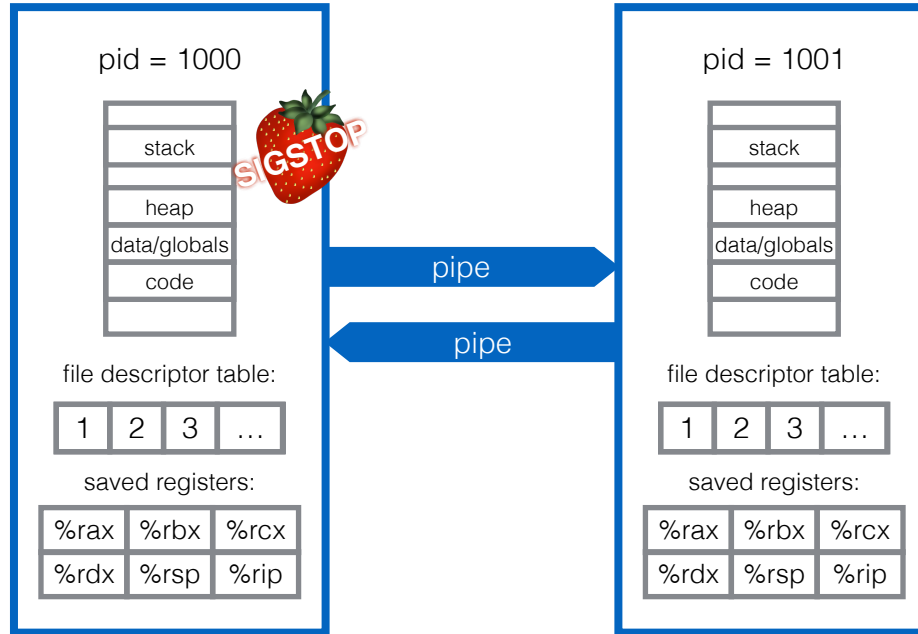 pid = 1000
stack
heap
data/globals
code
file descriptor table:
1 2 3 ...
saved registers:
%rax %rbx %rcx
%rdx %rsp %rip
SIGSTOP
pipe
pipe
pid = 1001
stack
heap
data/globals
code
file descriptor table:
1 2 3 ...
saved registers:
%rax %rbx %rcx
%rdx %rsp %rip